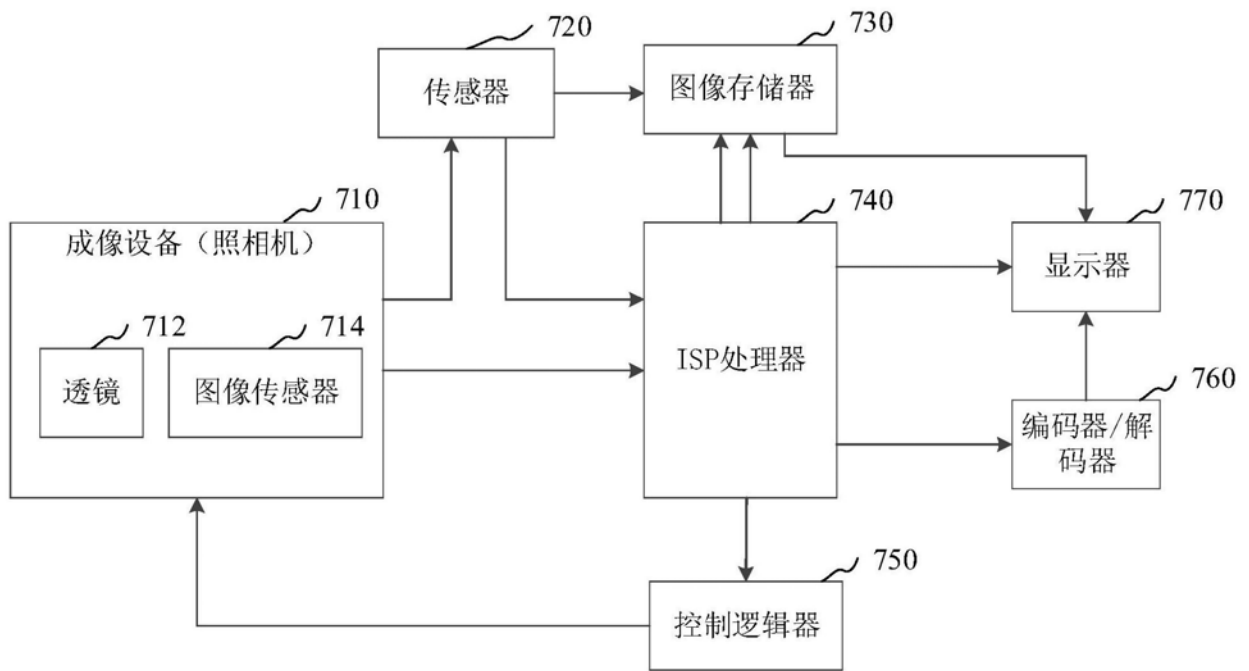 720
传感器
730
图像存储器
710
成像设备（照相机）
712
透镜
714
图像传感器
740
ISP处理器
770
显示器
760
编码器/解
码器
750
控制逻辑器